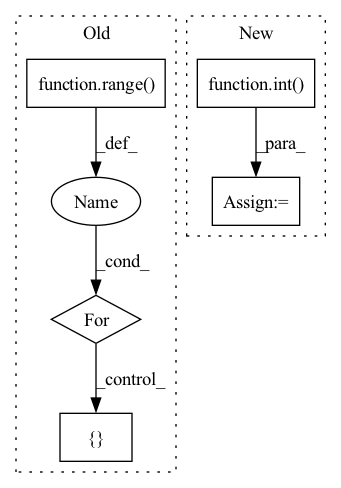 Old
function.range()
_def_
Name
_cond_
For
_control_
{}
New
function.int()
_para_
Assign:=